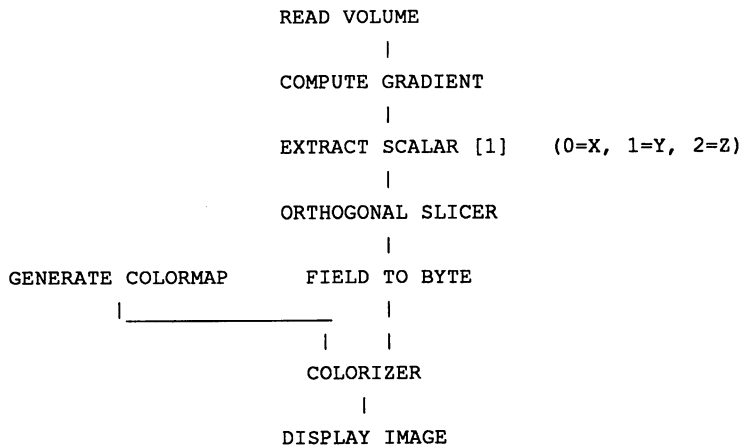 READ VOLUME
COMPUTE GRADIENT
EXTRACT SCALAR [1] (0=X, 1=Y, 2=Z)
ORTHOGONAL SLICER
GENERATE COLORMAP FIELD TO BYTE
COLORIZER
DISPLAY IMAGE